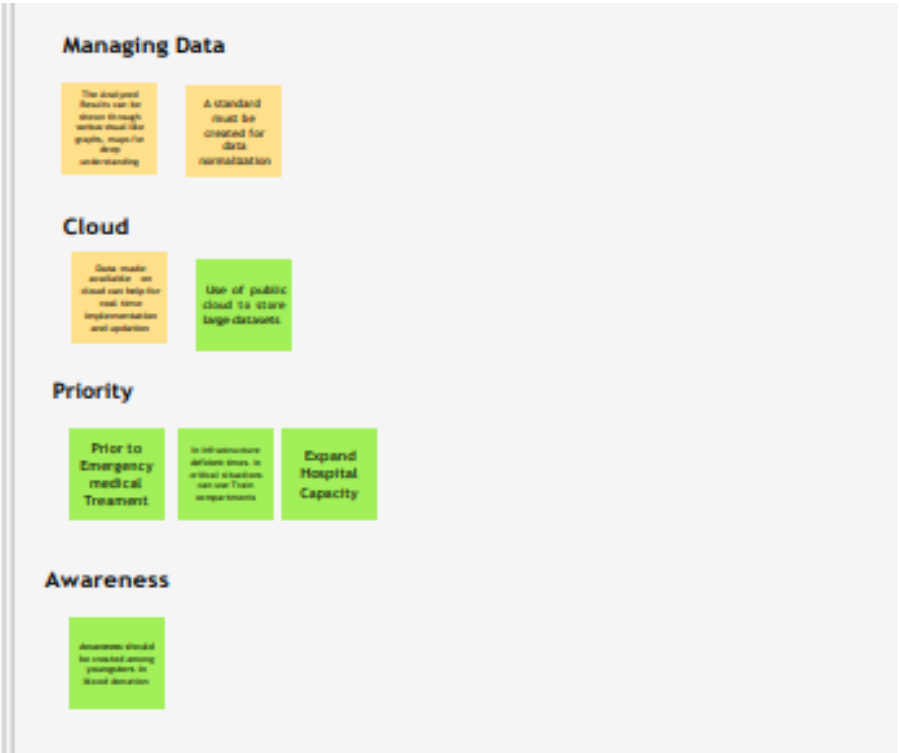 Managing Data
The Analyzed
Results can be
shown through
various visual like
graphs, maps for
deep
understanding
A standard
must be
created for
data
normalization
Cloud
Data made
available on
cloud can help for
real time
implementation
and updation
Use of public
cloud to store
large datasets
Priority
Prior to
Emergency
medical
Treament
In infrastructure
deficient times, in
critical situations
can use Train
compartments
Expand
Hospital
Capacity
Awareness
Awareness should
be created among
youngsters in
blood donation